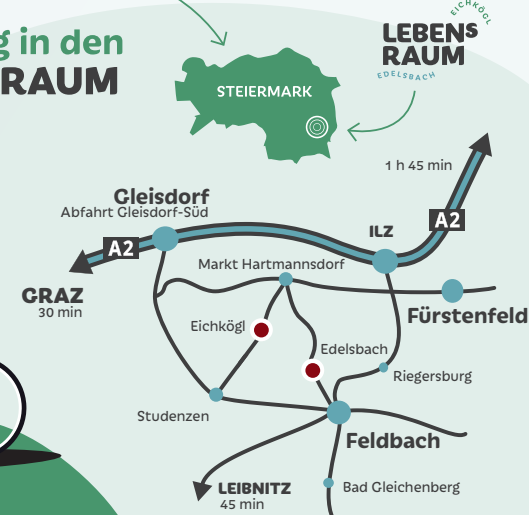 g in den
RAUM
EICHKÖGL
LEBENS
RAUM
EDELSBACH
STEIERMARK
1 h 45 min
A2
Gleisdorf
Abfahrt Gleisdorf-Süd
ILZ
A2
Markt Hartmannsdorf
GRAZ
30 min
Fürstenfeld
Eichkögl
Edelsbach
Riegersburg
Studenzen
Feldbach
LEIBNITZ
45 min
Bad Gleichenberg